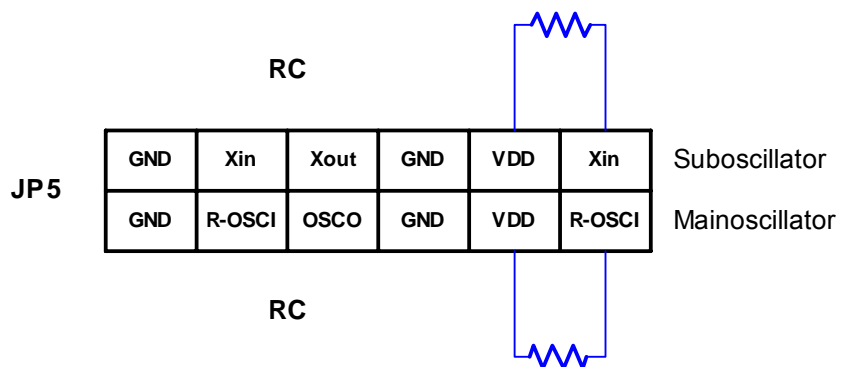 RC
GND Xin Xout GND VDD Xin Suboscillator
JP5
GND R-OSCI OSCO GND VDD R-OSCI Mainoscillator
RC